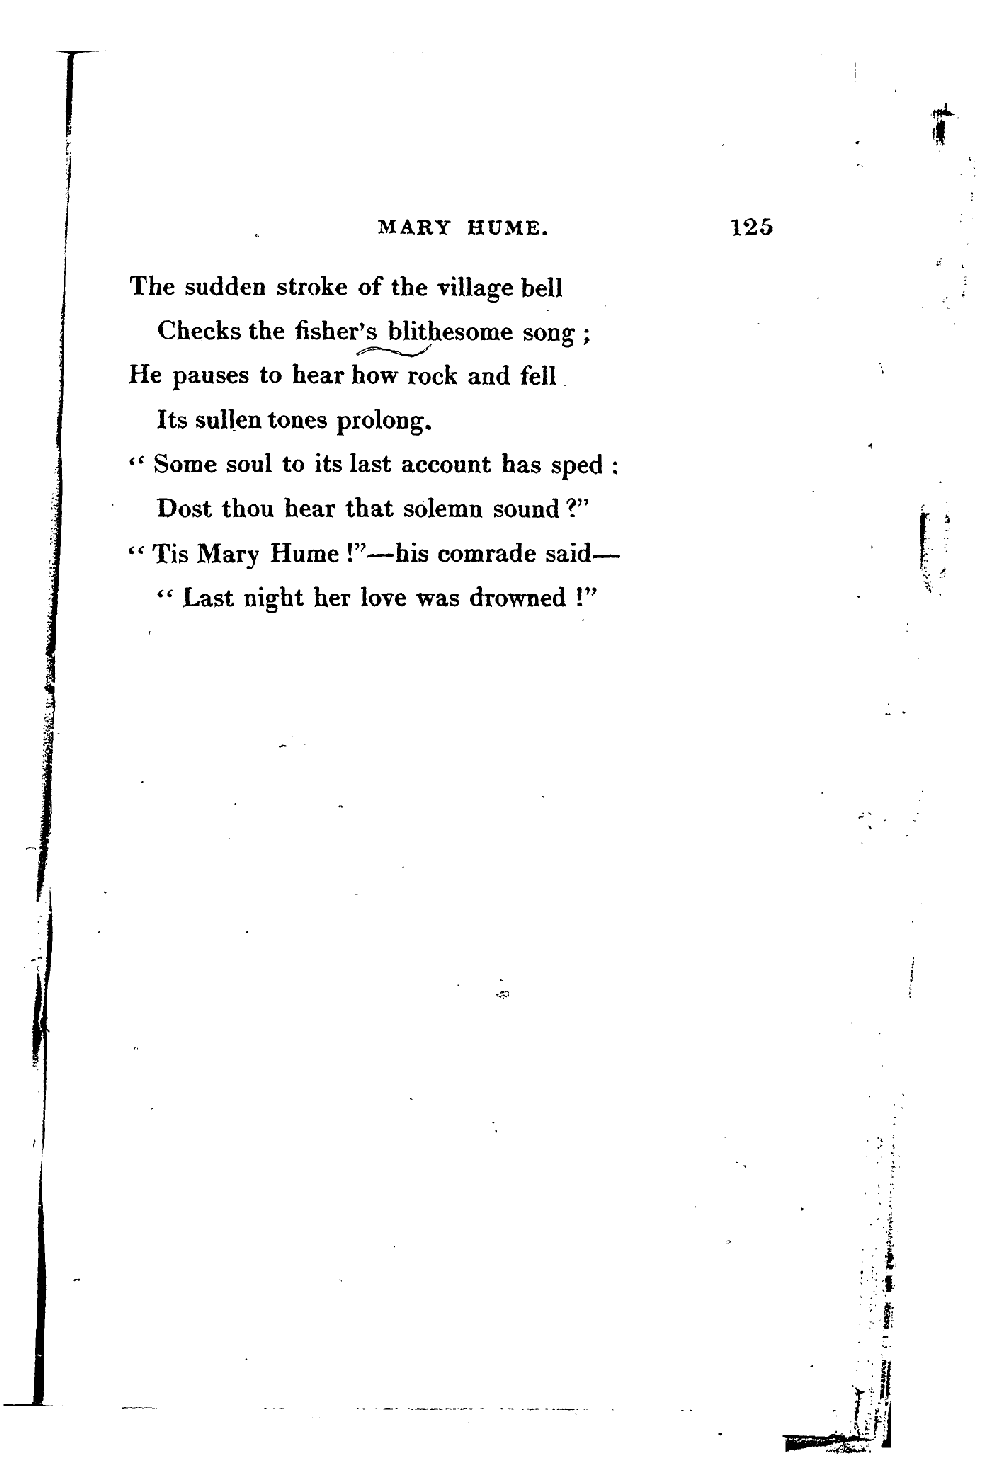 MARY HUME. 125
The sudden stroke of the village bell
Checks the fisher's blithesome song ;
He pauses to hear how rock and fell
Its sullen tones prolong.
“ Some soul to its last account has sped :
Dost thou hear that solemn sound ?”
“ Tis Mary Hume !”—his comrade said—
“ Last night her love was drowned !”